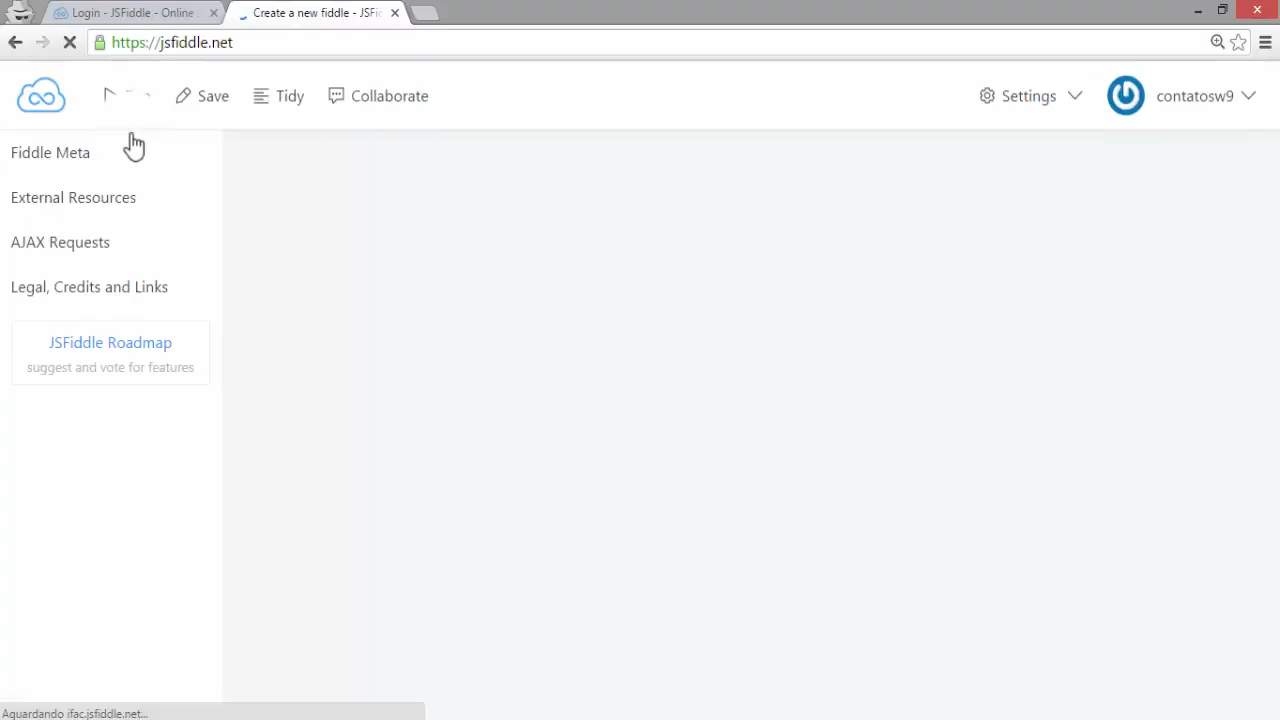 Login - JSFiddle - Online
Create a new fiddle - JSFi
https://jsfiddle.net
Save
Tidy
Collaborate
Settings
contatosw9
Fiddle Meta
External Resources
AJAX Requests
Legal, Credits and Links
JSFiddle Roadmap
suggest and vote for features
Aguardando ifac.jsfiddle.net...